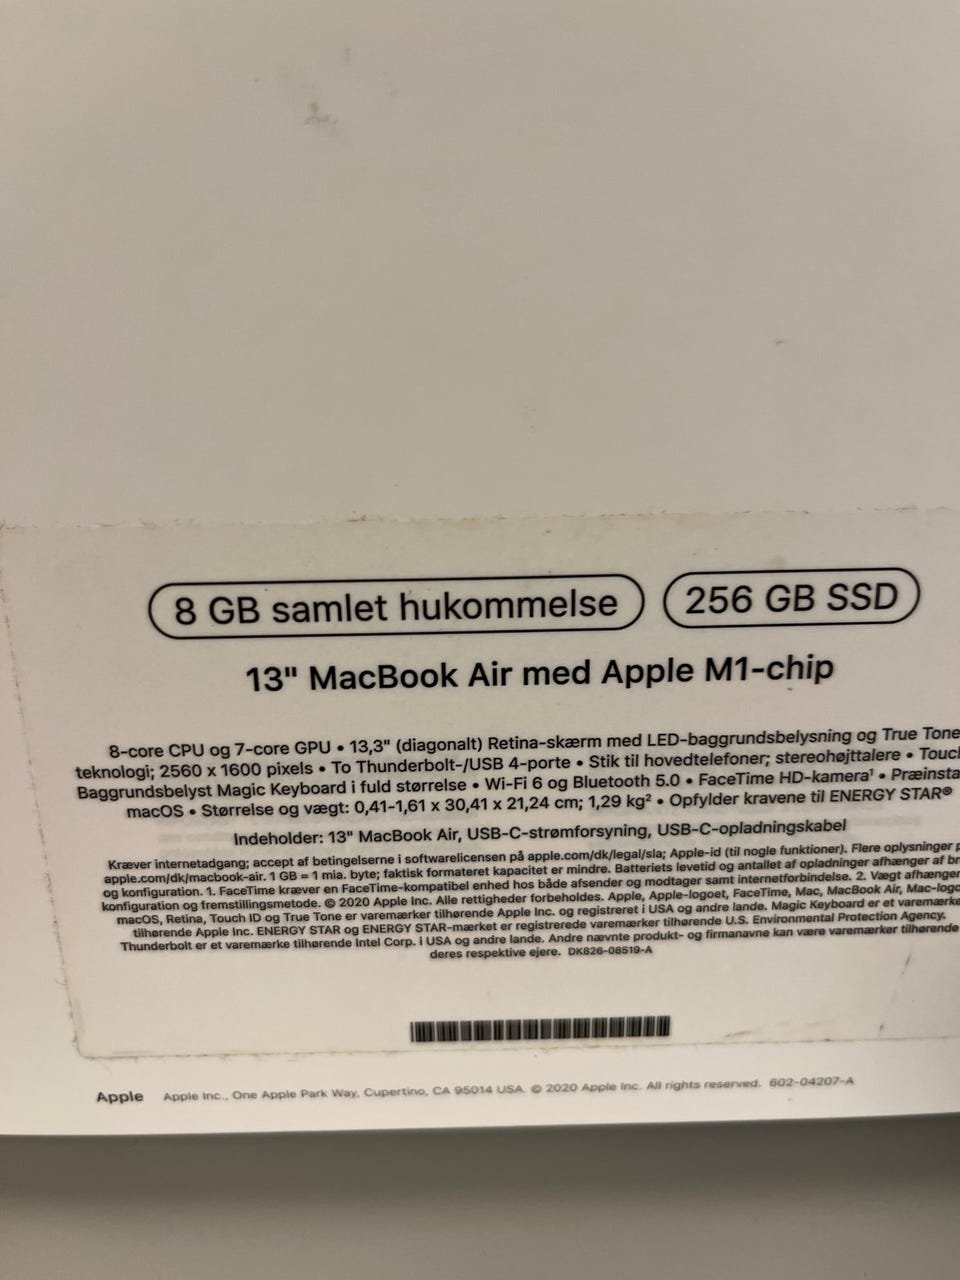 8 GB samlet hukommelse 256 GB SSD
13" MacBook Air med Apple M1-chip
8-core CPU og 7-core GPU • 13,3" (diagonalt) Retina-skærm med LED-baggrundsbelysning og True Tone
teknologi; 2560 x 1600 pixels • To Thunderbolt-/USB 4-porte • Stik til hovedtelefoner; stereohøjttalere • Touch
Baggrundsbelyst Magic Keyboard i fuld størrelse • Wi-Fi 6 og Bluetooth 5.0 • FaceTime HD-kamera¹ • Præinsta
macOS • Størrelse og vægt: 0,41-1,61 x 30,41 x 21,24 cm; 1,29 kg² • Opfylder kravene til ENERGY STAR®
Indeholder: 13" MacBook Air, USB-C-strømforsyning, USB-C-opladningskabel
Kræver internetadgang; accept af betingelserne i softwarelicensen på apple.com/dk/legal/sla; Apple-id (til nogle funktioner). Flere oplysninger p
apple.com/dk/macbook-air. 1 GB = 1 mia. byte; faktisk formateret kapacitet er mindre. Batteriets levetid og antallet af opladninger afhænger af br
og konfiguration. 1. FaceTime kræver en FaceTime-kompatibel enhed hos både afsender og modtager samt internetforbindelse. 2. Vægt afhænger
konfiguration og fremstillingsmetode. © 2020 Apple Inc. Alle rettigheder forbeholdes. Apple, Apple-logoet, FaceTime, Mac, MacBook Air, Mac-logo
macOS, Retina, Touch ID og True Tone er varemærker tilhørende Apple Inc. og registreret i USA og andre lande. Magic Keyboard er et varemærke
tilhørende Apple Inc. ENERGY STAR og ENERGY STAR-mærket er registrerede varemærker tilhørende U.S. Environmental Protection Agency.
Thunderbolt er et varemærke tilhørende Intel Corp. i USA og andre lande. Andre nævnte produkt- og firmanavne kan være varemærker tilhørende
deres respektive ejere. DK826-08519-A
Apple Apple Inc., One Apple Park Way, Cupertino, CA 95014 USA. © 2020 Apple Inc. All rights reserved. 602-04207-A